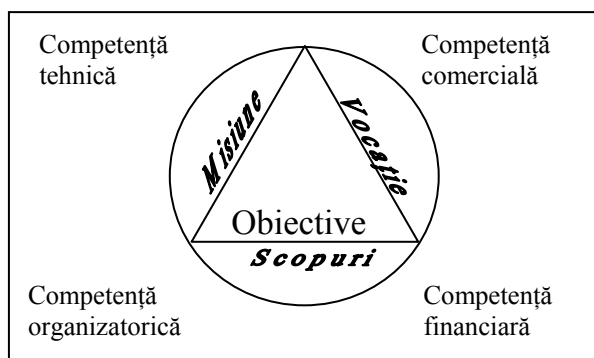 Competență
tehnică
Competență
comercială
Misiune
Vocație
Obiective
Scopuri
Competență
organizatorică
Competență
financiară